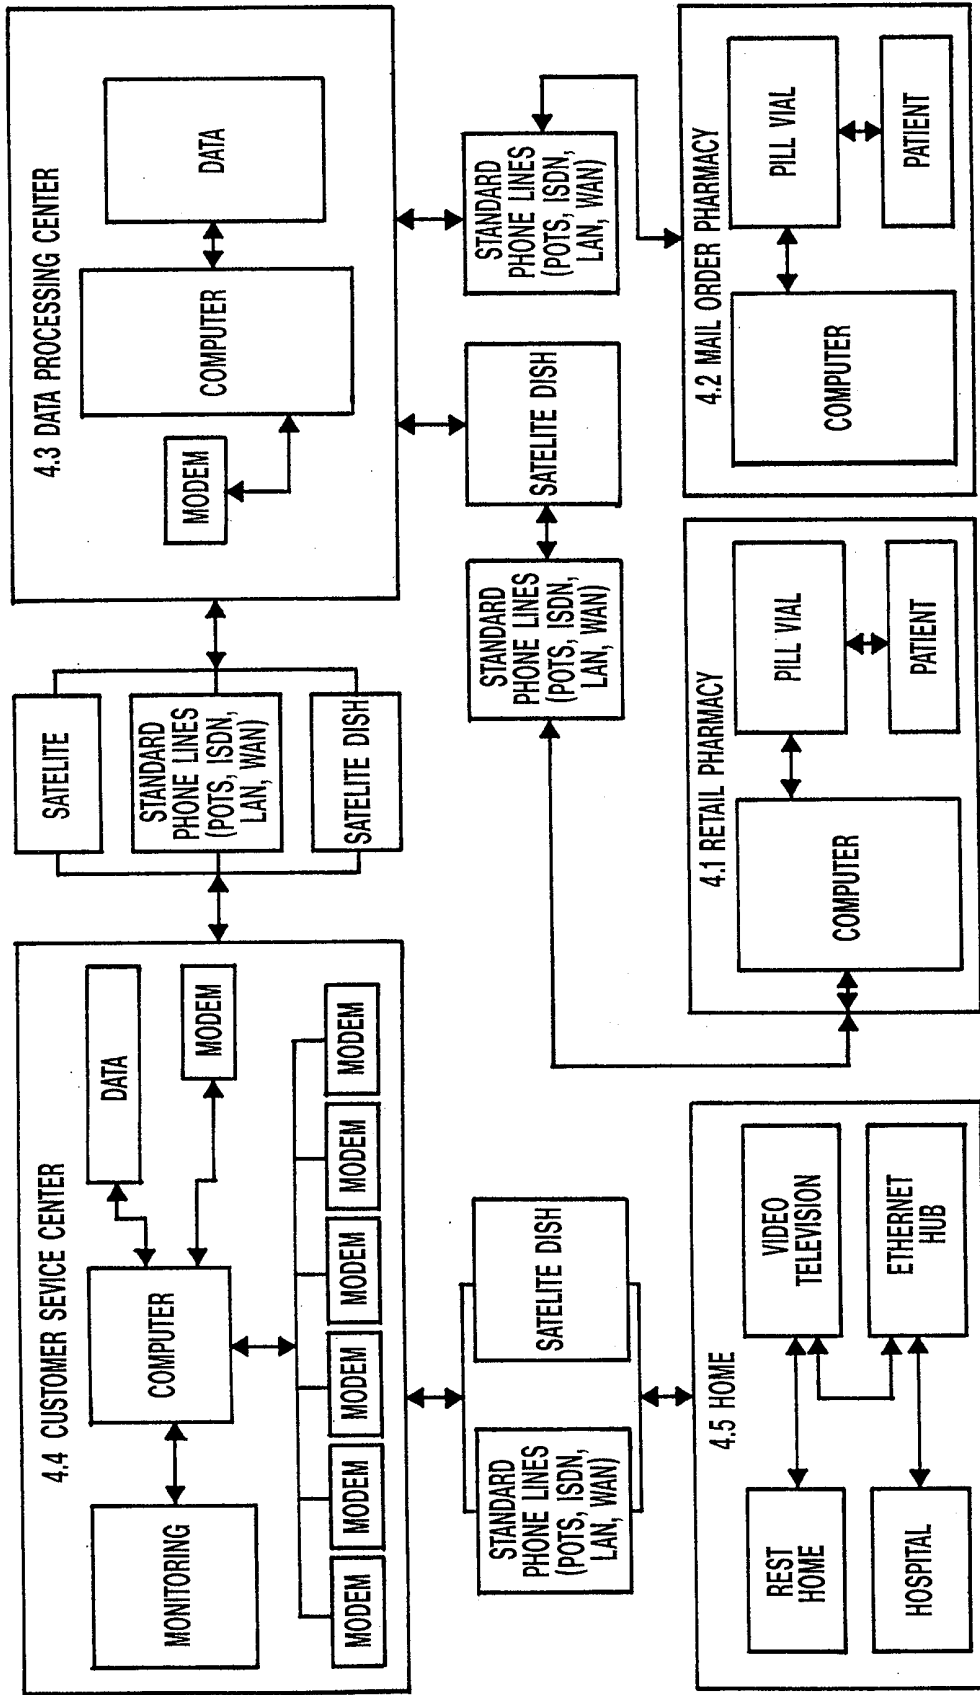 4.4 CUSTOMER SEVICE CENTER
MONITORING
COMPUTER
DATA
MODEM
MODEM
MODEM
MODEM
MODEM
MODEM
MODEM
SATELITE
STANDARD
PHONE LINES
(POTS, ISDN,
LAN, WAN)
SATELITE DISH
4.3 DATA PROCESSING CENTER
MODEM
COMPUTER
DATA
STANDARD
PHONE LINES
(POTS, ISDN,
LAN, WAN)
SATELITE DISH
STANDARD
PHONE LINES
(POTS, ISDN,
LAN, WAN)
SATELITE DISH
STANDARD
PHONE LINES
(POTS, ISDN,
LAN, WAN)
4.5 HOME
REST
HOME
VIDEO
TELEVISION
HOSPITAL
ETHERNET
HUB
4.1 RETAIL PHARMACY
COMPUTER
PILL VIAL
PATIENT
4.2 MAIL ORDER PHARMACY
COMPUTER
PILL VIAL
PATIENT